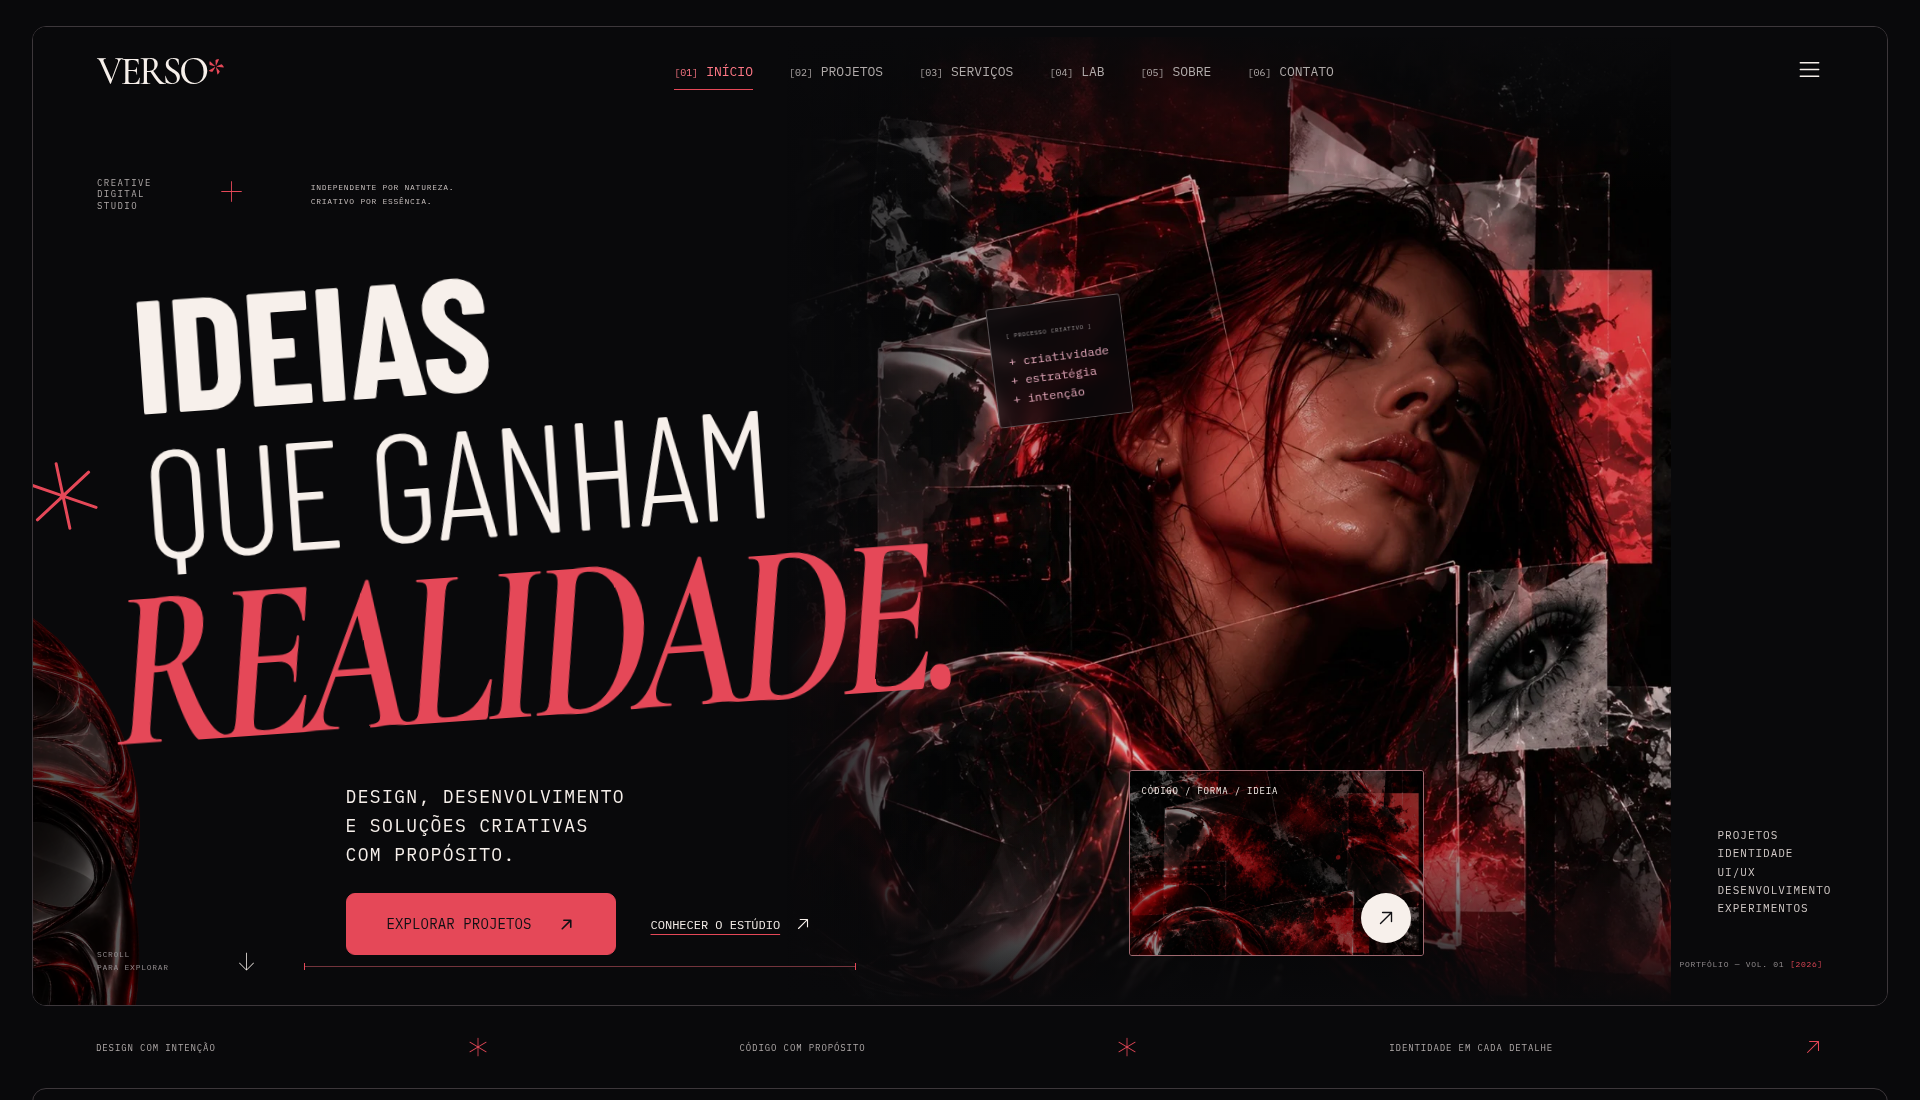 VERSO*
[01] INÍCIO [02] PROJETOS [03] SERVIÇOS [04] LAB [05] SOBRE [06] CONTATO
CREATIVE
DIGITAL
STUDIO
INDEPENDENTE POR NATUREZA.
CRIATIVO POR ESSÊNCIA.
IDEIAS
QUE GANHAM
REALIDADE.
[ PROCESSO CRIATIVO ]
+ criatividade
+ estratégia
+ intenção
DESIGN, DESENVOLVIMENTO
E SOLUÇÕES CRIATIVAS
COM PROPÓSITO.
EXPLORAR PROJETOS
CONHECER O ESTÚDIO
SCROLL
PARA EXPLORAR
CÓDIGO / FORMA / IDEIA
PROJETOS
IDENTIDADE
UI/UX
DESENVOLVIMENTO
EXPERIMENTOS
PORTFÓLIO — VOL. 01 [2026]
DESIGN COM INTENÇÃO
CÓDIGO COM PROPÓSITO
IDENTIDADE EM CADA DETALHE